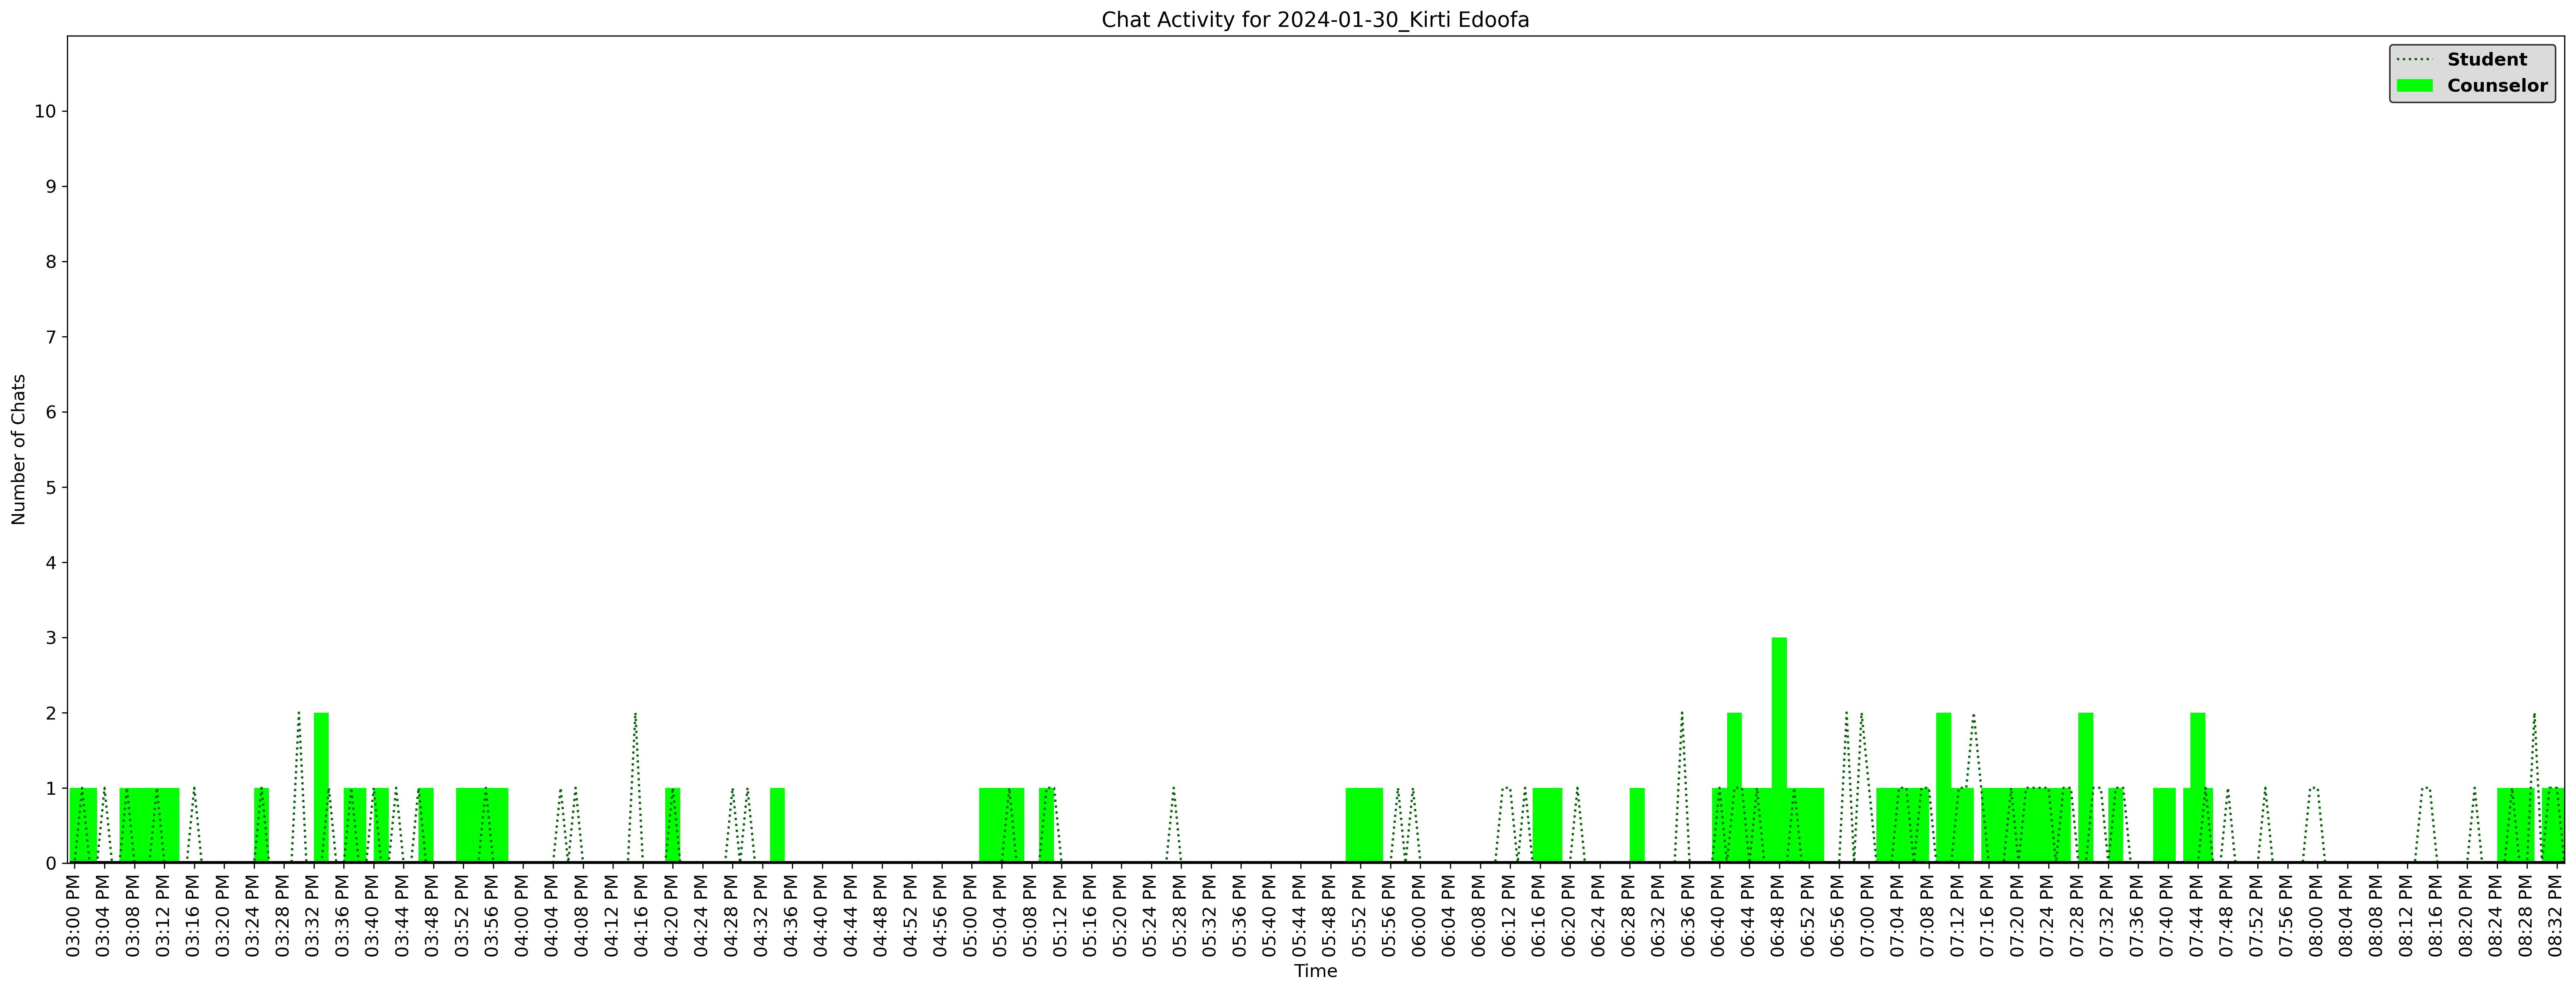 Chat Activity for 2024-01-30_Kirti Edoofa
Student
Counselor
10
9
8
7
6
5
4
3
2
1
0
Number of Chats
03:00 PM
03:04 PM
03:08 PM
03:12 PM
03:16 PM
03:20 PM
03:24 PM
03:28 PM
03:32 PM
03:36 PM
03:40 PM
03:44 PM
03:48 PM
03:52 PM
03:56 PM
04:00 PM
04:04 PM
04:08 PM
04:12 PM
04:16 PM
04:20 PM
04:24 PM
04:28 PM
04:32 PM
04:36 PM
04:40 PM
04:44 PM
04:48 PM
04:52 PM
04:56 PM
05:00 PM
05:04 PM
05:08 PM
05:12 PM
05:16 PM
05:20 PM
05:24 PM
05:28 PM
05:32 PM
05:36 PM
05:40 PM
05:44 PM
05:48 PM
05:52 PM
05:56 PM
06:00 PM
06:04 PM
06:08 PM
06:12 PM
06:16 PM
06:20 PM
06:24 PM
06:28 PM
06:32 PM
06:36 PM
06:40 PM
06:44 PM
06:48 PM
06:52 PM
06:56 PM
07:00 PM
07:04 PM
07:08 PM
07:12 PM
07:16 PM
07:20 PM
07:24 PM
07:28 PM
07:32 PM
07:36 PM
07:40 PM
07:44 PM
07:48 PM
07:52 PM
07:56 PM
08:00 PM
08:04 PM
08:08 PM
08:12 PM
08:16 PM
08:20 PM
08:24 PM
08:28 PM
08:32 PM
Time